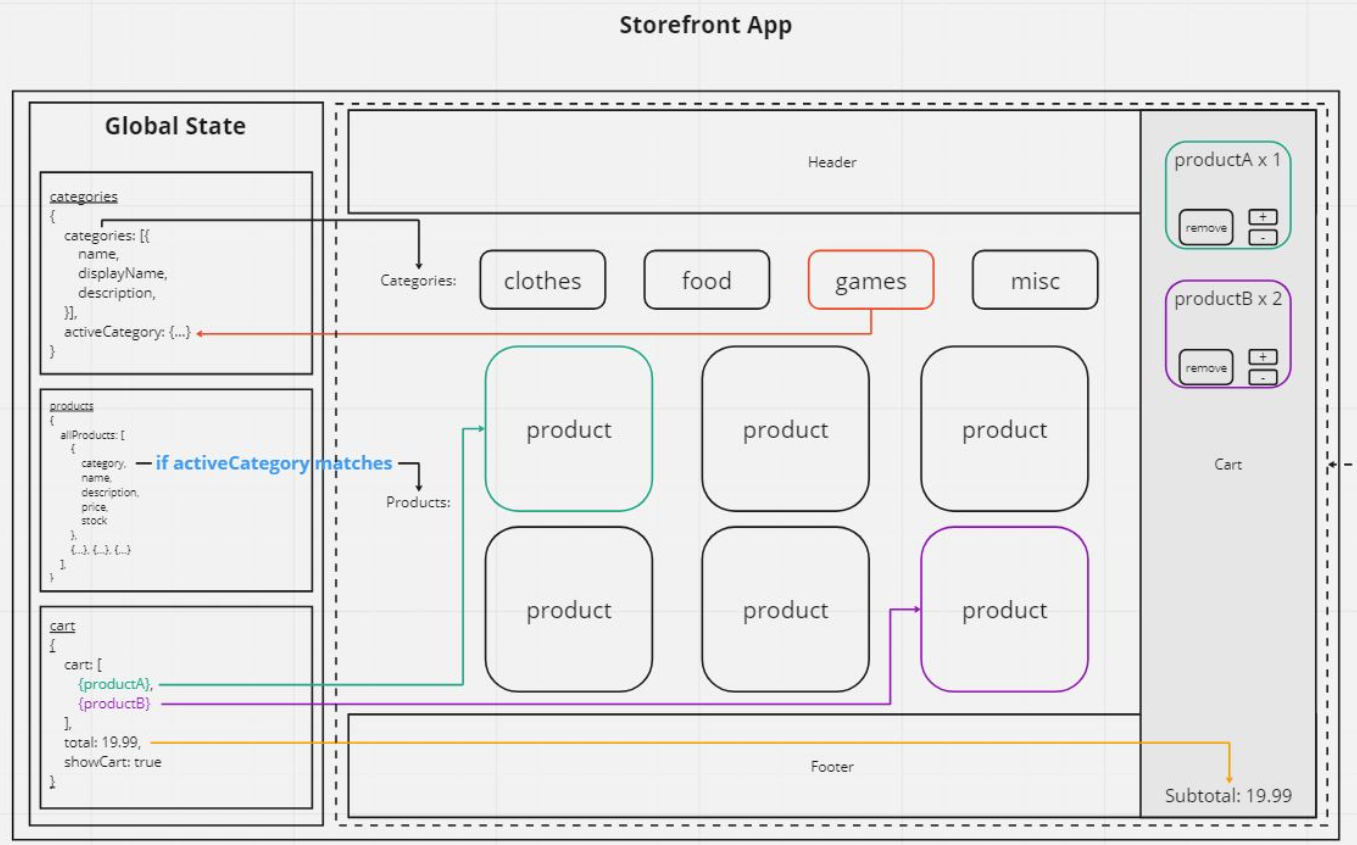 Storefront App
Global State
categories
{
categories: [{
name,
displayName,
description,
}],
activeCategory: {...}
}
products
{
allProducts: [
{
category,
name,
description,
price,
stock
},
{...}, {...}, {...}
],
}
cart
{
cart: [
{productA},
{productB}
],
total: 19.99,
showCart: true
}
if activeCategory matches
Header
Categories:
clothes
food
games
misc
Products:
product
product
product
product
product
product
Footer
productA x 1
remove
+
-
productB x 2
remove
+
-
Cart
Subtotal: 19.99